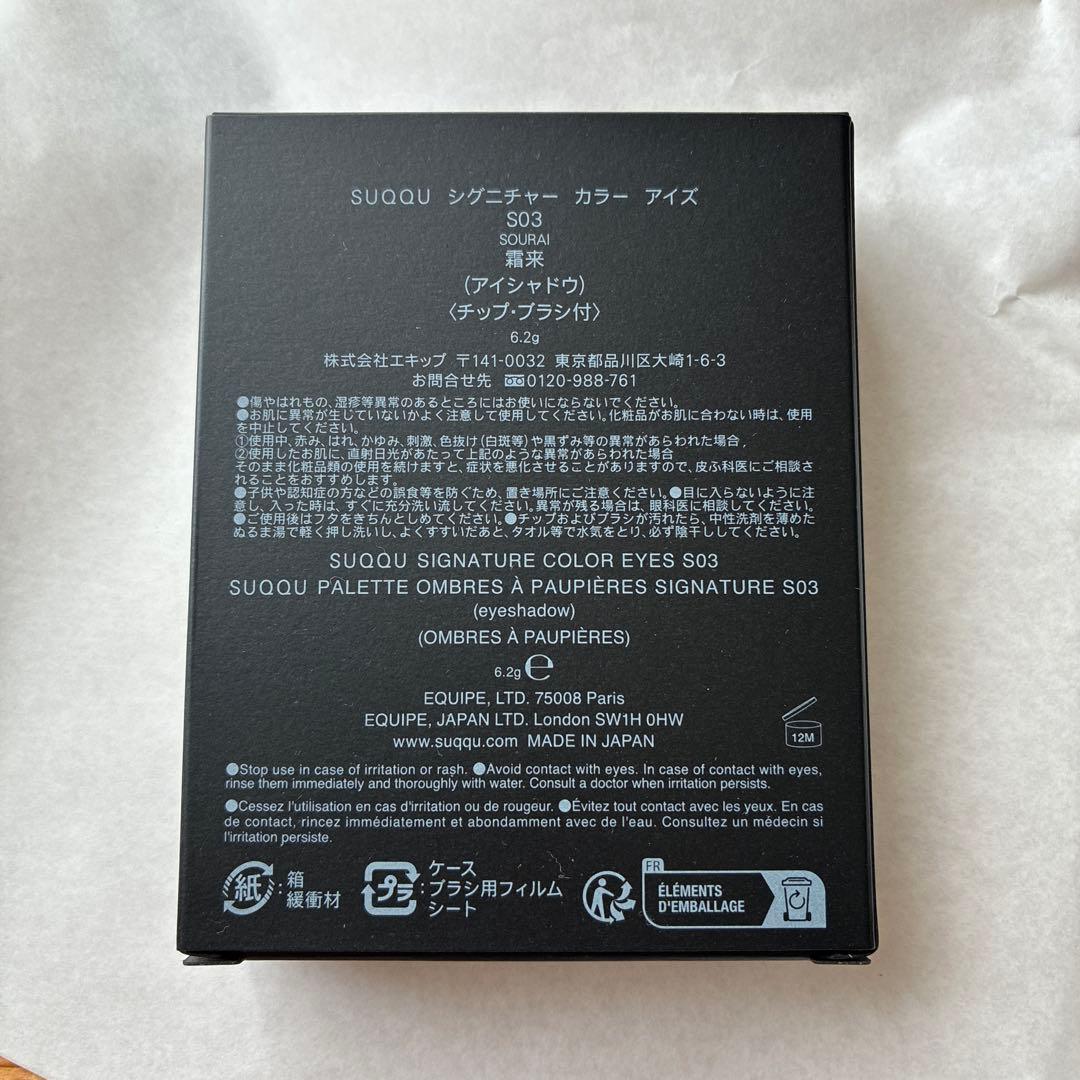 SUQQU シグニチャー カラー アイズ
S03
SOURAI
霜来
(アイシャドウ)
〈チップ・ブラシ付〉
6.2g
株式会社エキップ 〒141-0032 東京都品川区大崎1-6-3
お問合せ先 0120-988-761
●傷やはれもの、湿疹等異常のあるところにはお使いにならないでください。
●お肌に異常が生じていないかよく注意して使用してください。化粧品がお肌に合わない時は、使用
を中止してください。
①使用中、赤み、はれ、かゆみ、刺激、色抜け(白斑等)や黒ずみ等の異常があらわれた場合、
②使用したお肌に、直射日光があたって上記のような異常があらわれた場合
そのまま化粧品類の使用を続けますと、症状を悪化させることがありますので、皮ふ科医にご相談さ
れることをおすすめします。
●子供や認知症の方などの誤食等を防ぐため、置き場所にご注意ください。●目に入らないように注
意し、入った時は、すぐに充分洗い流してください。異常が残る場合は、眼科医に相談してください。
●ご使用後はフタをきちんとしめてください。●チップおよびブラシが汚れたら、中性洗剤を薄めた
ぬるま湯で軽く押し洗いし、よくすすいだあと、タオル等で水気をとり、必ず陰干ししてください。
SUQQU SIGNATURE COLOR EYES S03
SUQQU PALETTE OMBRES À PAUPIÈRES SIGNATURE S03
(eyeshadow)
(OMBRES À PAUPIÈRES)
6.2g ℮
EQUIPE, LTD. 75008 Paris
EQUIPE, JAPAN LTD. London SW1H 0HW
www.suqqu.com MADE IN JAPAN
12M
●Stop use in case of irritation or rash. ●Avoid contact with eyes. In case of contact with eyes,
rinse them immediately and thoroughly with water. Consult a doctor when irritation persists.
●Cessez l'utilisation en cas d'irritation ou de rougeur. ●Évitez tout contact avec les yeux. En cas
de contact, rincez immédiatement et abondamment avec de l'eau. Consultez un médecin si
l'irritation persiste.
紙:箱
緩衝材
プラ:ケース
ブラシ用フィルム
シート
FR
ÉLÉMENTS
D'EMBALLAGE